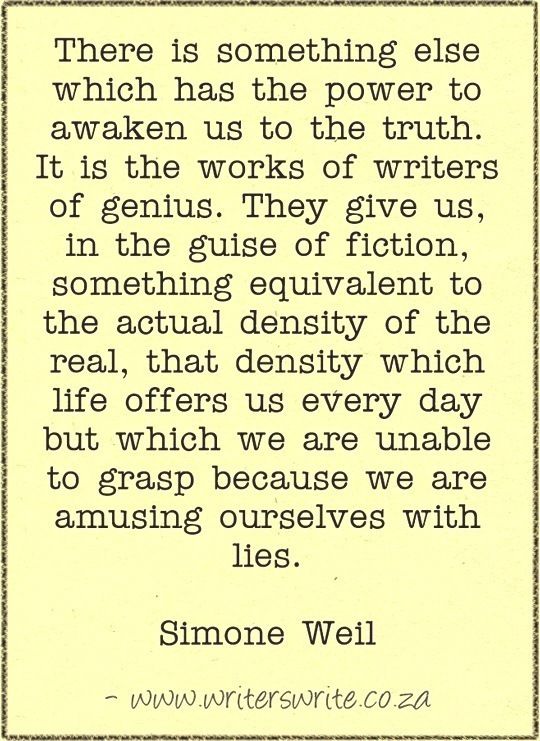 There is something else
which has the power to
awaken us to the truth.
It is the works of writers
of genius. They give us,
in the guise of fiction,
something equivalent to
the actual density of the
real, that density which
life offers us every day
but which we are unable
to grasp because we are
amusing ourselves with
lies.
Simone Weil
- www.writerswrite.co.za